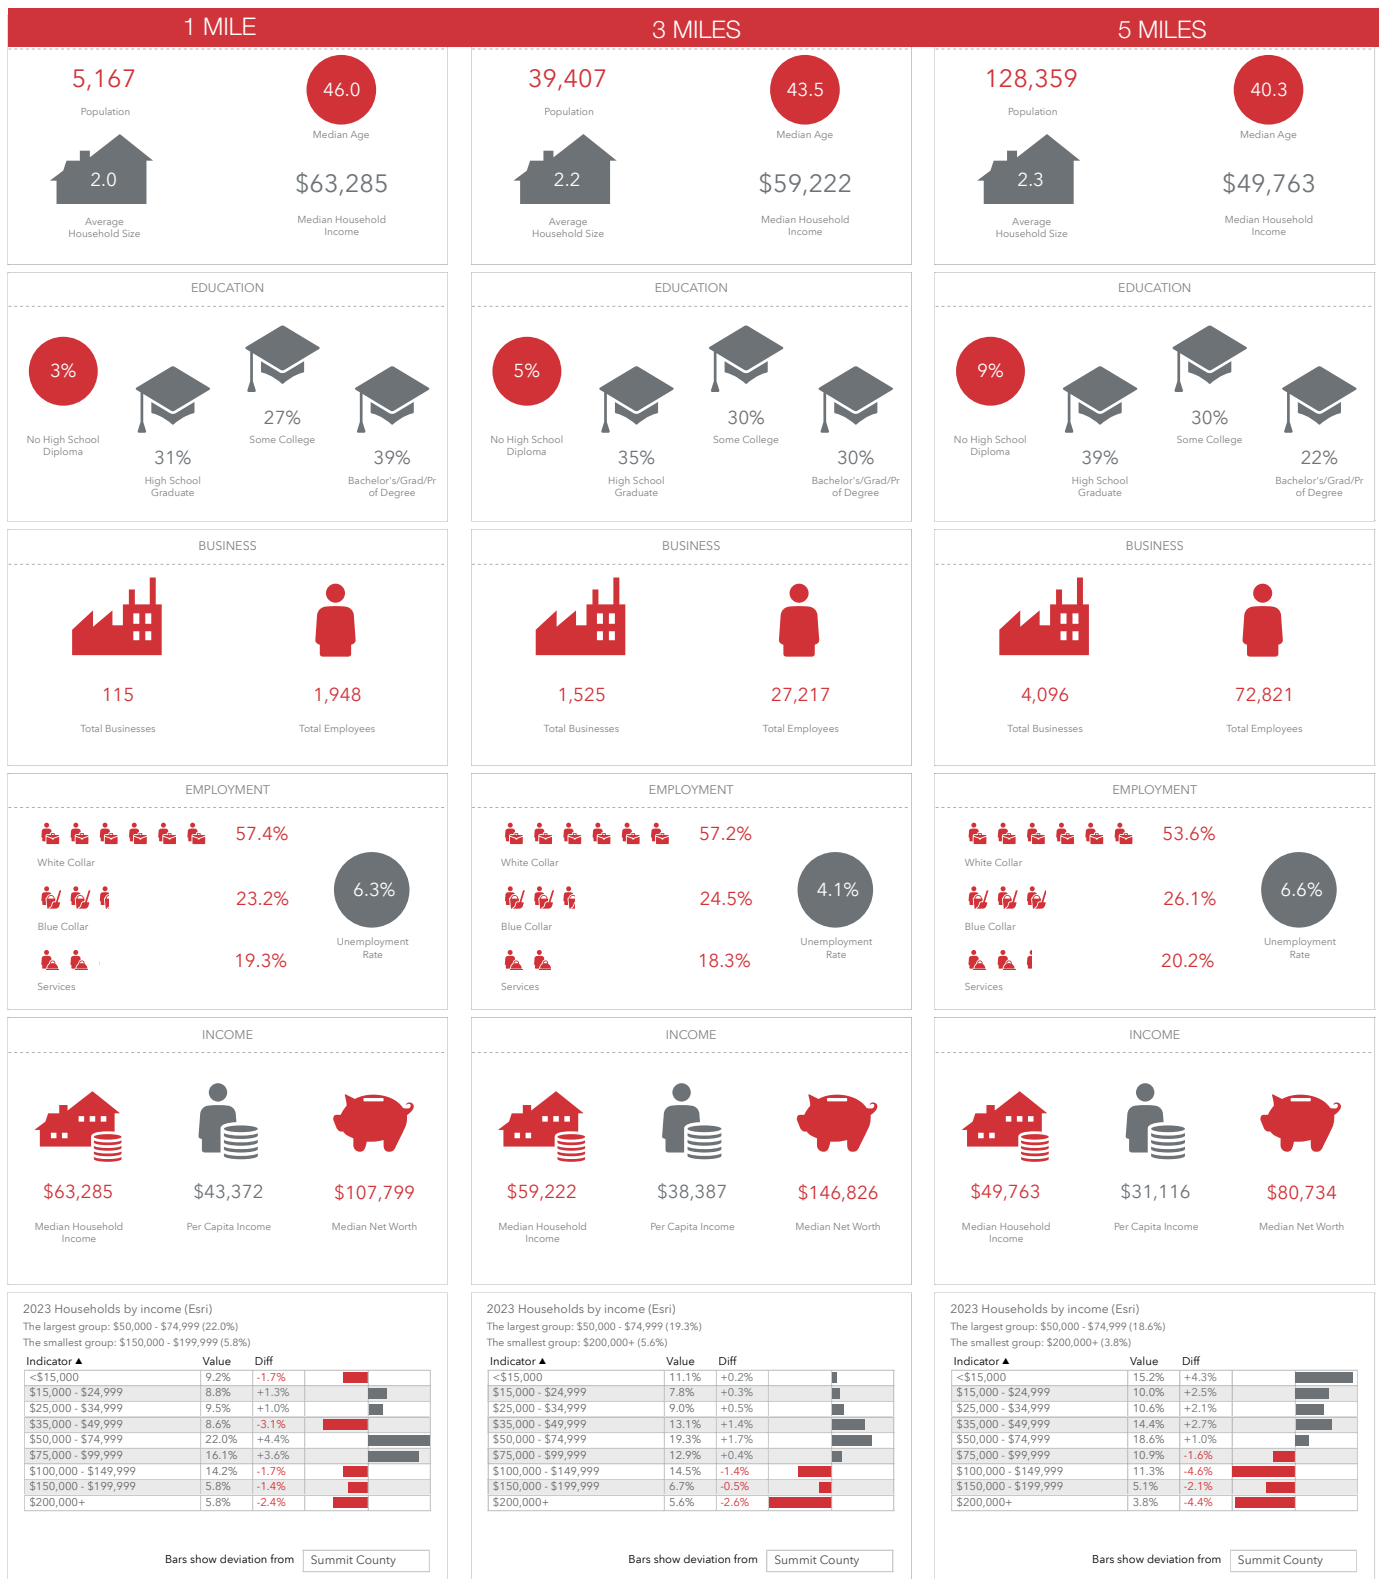 1 MILE
5,167
Population
46.0
Median Age
2.0
Average
Household Size
$63,285
Median Household
Income
EDUCATION
3%
No High School
Diploma
31%
High School
Graduate
27%
Some College
39%
Bachelor's/Grad/Pr
of Degree
BUSINESS
115
Total Businesses
1,948
Total Employees
EMPLOYMENT
57.4%
White Collar
23.2%
Blue Collar
19.3%
Services
6.3%
Unemployment
Rate
INCOME
$63,285
Median Household
Income
$43,372
Per Capita Income
$107,799
Median Net Worth
2023 Households by income (Esri)
The largest group: $50,000 - $74,999 (22.0%)
The smallest group: $150,000 - $199,999 (5.8%)
Indicator ▲ Value Diff
<$15,000 9.2% -1.7%
$15,000 - $24,999 8.8% +1.3%
$25,000 - $34,999 9.5% +1.0%
$35,000 - $49,999 8.6% -3.1%
$50,000 - $74,999 22.0% +4.4%
$75,000 - $99,999 16.1% +3.6%
$100,000 - $149,999 14.2% -1.7%
$150,000 - $199,999 5.8% -1.4%
$200,000+ 5.8% -2.4%
Bars show deviation from Summit County
3 MILES
39,407
Population
43.5
Median Age
2.2
Average
Household Size
$59,222
Median Household
Income
EDUCATION
5%
No High School
Diploma
35%
High School
Graduate
30%
Some College
30%
Bachelor's/Grad/Pr
of Degree
BUSINESS
1,525
Total Businesses
27,217
Total Employees
EMPLOYMENT
57.2%
White Collar
24.5%
Blue Collar
18.3%
Services
4.1%
Unemployment
Rate
INCOME
$59,222
Median Household
Income
$38,387
Per Capita Income
$146,826
Median Net Worth
2023 Households by income (Esri)
The largest group: $50,000 - $74,999 (19.3%)
The smallest group: $200,000+ (5.6%)
Indicator ▲ Value Diff
<$15,000 11.1% +0.2%
$15,000 - $24,999 7.8% +0.3%
$25,000 - $34,999 9.0% +0.5%
$35,000 - $49,999 13.1% +1.4%
$50,000 - $74,999 19.3% +1.7%
$75,000 - $99,999 12.9% +0.4%
$100,000 - $149,999 14.5% -1.4%
$150,000 - $199,999 6.7% -0.5%
$200,000+ 5.6% -2.6%
Bars show deviation from Summit County
5 MILES
128,359
Population
40.3
Median Age
2.3
Average
Household Size
$49,763
Median Household
Income
EDUCATION
9%
No High School
Diploma
39%
High School
Graduate
30%
Some College
22%
Bachelor's/Grad/Pr
of Degree
BUSINESS
4,096
Total Businesses
72,821
Total Employees
EMPLOYMENT
53.6%
White Collar
26.1%
Blue Collar
20.2%
Services
6.6%
Unemployment
Rate
INCOME
$49,763
Median Household
Income
$31,116
Per Capita Income
$80,734
Median Net Worth
2023 Households by income (Esri)
The largest group: $50,000 - $74,999 (18.6%)
The smallest group: $200,000+ (3.8%)
Indicator ▲ Value Diff
<$15,000 15.2% +4.3%
$15,000 - $24,999 10.0% +2.5%
$25,000 - $34,999 10.6% +2.1%
$35,000 - $49,999 14.4% +2.7%
$50,000 - $74,999 18.6% +1.0%
$75,000 - $99,999 10.9% -1.6%
$100,000 - $149,999 11.3% -4.6%
$150,000 - $199,999 5.1% -2.1%
$200,000+ 3.8% -4.4%
Bars show deviation from Summit County